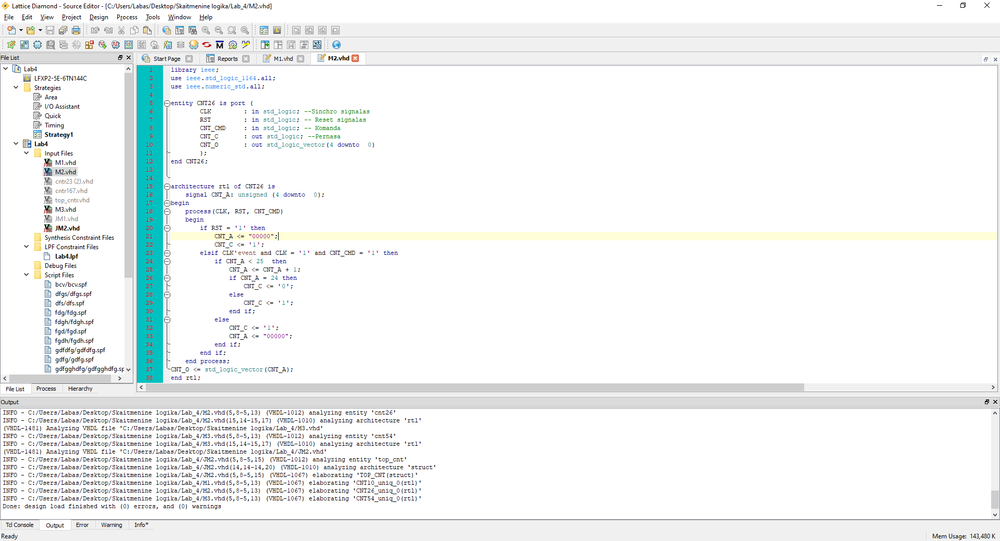 Lattice Diamond - Source Editor - [C:/Users/Labas/Desktop/Skaitmenine logika/Lab_4/M2.vhd]
File Edit View Project Design Process Tools Window Help
File List
Lab4
LFXP2-5E-6TN144C
Strategies
Area
I/O Assistant
Quick
Timing
Strategy1
Lab4
Input Files
M1.vhd
M2.vhd
cntr23 (2).vhd
cntr167.vhd
top_cntr.vhd
M3.vhd
JM1.vhd
JM2.vhd
Synthesis Constraint Files
LPF Constraint Files
Lab4.lpf
Debug Files
Script Files
bcv/bcv.spf
dfgs/dfgs.spf
dfs/dfs.spf
fdg/fdg.spf
fdgh/fdgh.spf
fgd/fgd.spf
fgdh/fgdh.spf
gdfdfg/gdfdfg.spf
gdfg/gdfg.spf
gdfgghdfg/gdfgghdfg.sp
File List Process Hierarchy
Start Page Reports M1.vhd M2.vhd
1 library ieee;
2 use ieee.std_logic_1164.all;
3 use ieee.numeric_std.all;
4
5 entity CNT26 is port (
6 CLK : in std_logic; --Sinchro signalas
7 RST : in std_logic; -- Reset signalas
8 CNT_CMD : in std_logic; -- Komanda
9 CNT_C : out std_logic; --Pernasa
10 CNT_O : out std_logic_vector(4 downto 0)
11 );
12 end CNT26;
13
14
15 architecture rtl of CNT26 is
16 signal CNT_A: unsigned (4 downto 0);
17 begin
18 process(CLK, RST, CNT_CMD)
19 begin
20 if RST = '1' then
21 CNT_A <= "00000";
22 CNT_C <= '1';
23 elsif CLK'event and CLK = '1' and CNT_CMD = '1' then
24 if CNT_A < 25 then
25 CNT_A <= CNT_A + 1;
26 if CNT_A = 24 then
27 CNT_C <= '0';
28 else
29 CNT_C <= '1';
30 end if;
31 else
32 CNT_C <= '1';
33 CNT_A <= "00000";
34 end if;
35 end if;
36 end process;
37 CNT_O <= std_logic_vector(CNT_A);
38 end rtl;
Output
INFO - C:/Users/Labas/Desktop/Skaitmenine logika/Lab_4/M2.vhd(5,8-5,13) (VHDL-1012) analyzing entity 'cnt26'
INFO - C:/Users/Labas/Desktop/Skaitmenine logika/Lab_4/M2.vhd(15,14-15,17) (VHDL-1010) analyzing architecture 'rtl'
(VHDL-1481) Analyzing VHDL file 'C:/Users/Labas/Desktop/Skaitmenine logika/Lab_4/M3.vhd'
INFO - C:/Users/Labas/Desktop/Skaitmenine logika/Lab_4/M3.vhd(5,8-5,13) (VHDL-1012) analyzing entity 'cnt54'
INFO - C:/Users/Labas/Desktop/Skaitmenine logika/Lab_4/M3.vhd(15,14-15,17) (VHDL-1010) analyzing architecture 'rtl'
(VHDL-1481) Analyzing VHDL file 'C:/Users/Labas/Desktop/Skaitmenine logika/Lab_4/JM2.vhd'
INFO - C:/Users/Labas/Desktop/Skaitmenine logika/Lab_4/JM2.vhd(5,8-5,15) (VHDL-1012) analyzing entity 'top_cnt'
INFO - C:/Users/Labas/Desktop/Skaitmenine logika/Lab_4/JM2.vhd(14,14-14,20) (VHDL-1010) analyzing architecture 'struct'
INFO - C:/Users/Labas/Desktop/Skaitmenine logika/Lab_4/JM2.vhd(5,8-5,15) (VHDL-1067) elaborating 'TOP_CNT(struct)'
INFO - C:/Users/Labas/Desktop/Skaitmenine logika/Lab_4/M1.vhd(5,8-5,13) (VHDL-1067) elaborating 'CNT10_uniq_0(rtl)'
INFO - C:/Users/Labas/Desktop/Skaitmenine logika/Lab_4/M2.vhd(5,8-5,13) (VHDL-1067) elaborating 'CNT26_uniq_0(rtl)'
INFO - C:/Users/Labas/Desktop/Skaitmenine logika/Lab_4/M3.vhd(5,8-5,13) (VHDL-1067) elaborating 'CNT54_uniq_0(rtl)'
Done: design load finished with (0) errors, and (0) warnings
Tcl Console Output Error Warning Info*
Ready Mem Usage: 143,480 K